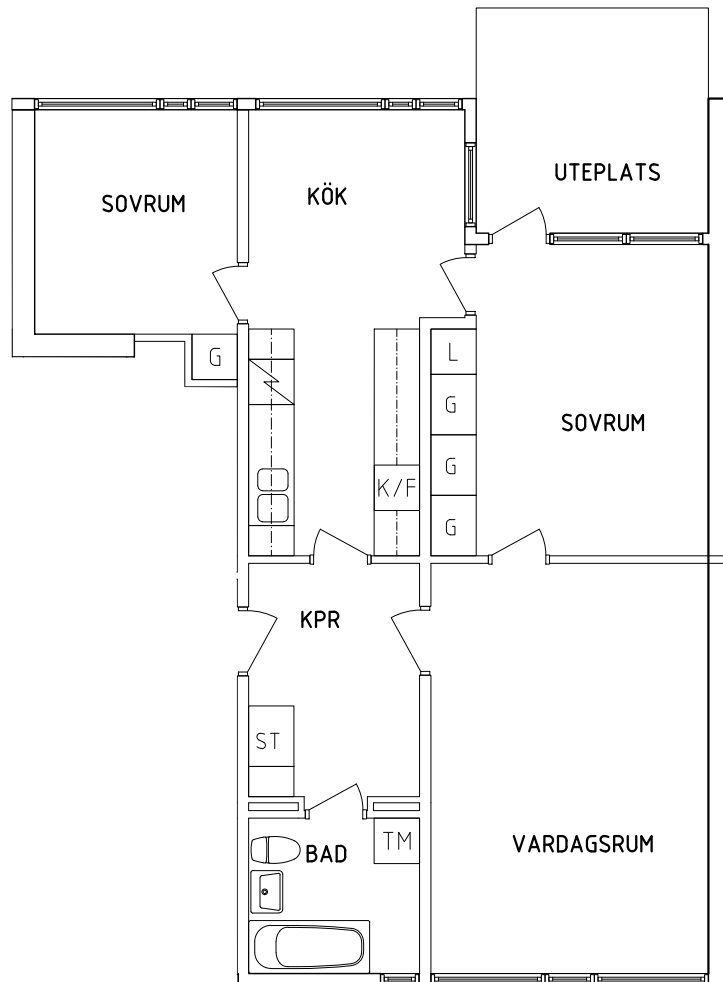 UTEPLATS
SOVRUM
KÖK
G
L
G
SOVRUM
G
K/F
G
KPR
ST
TM
BAD
VARDAGSRUM